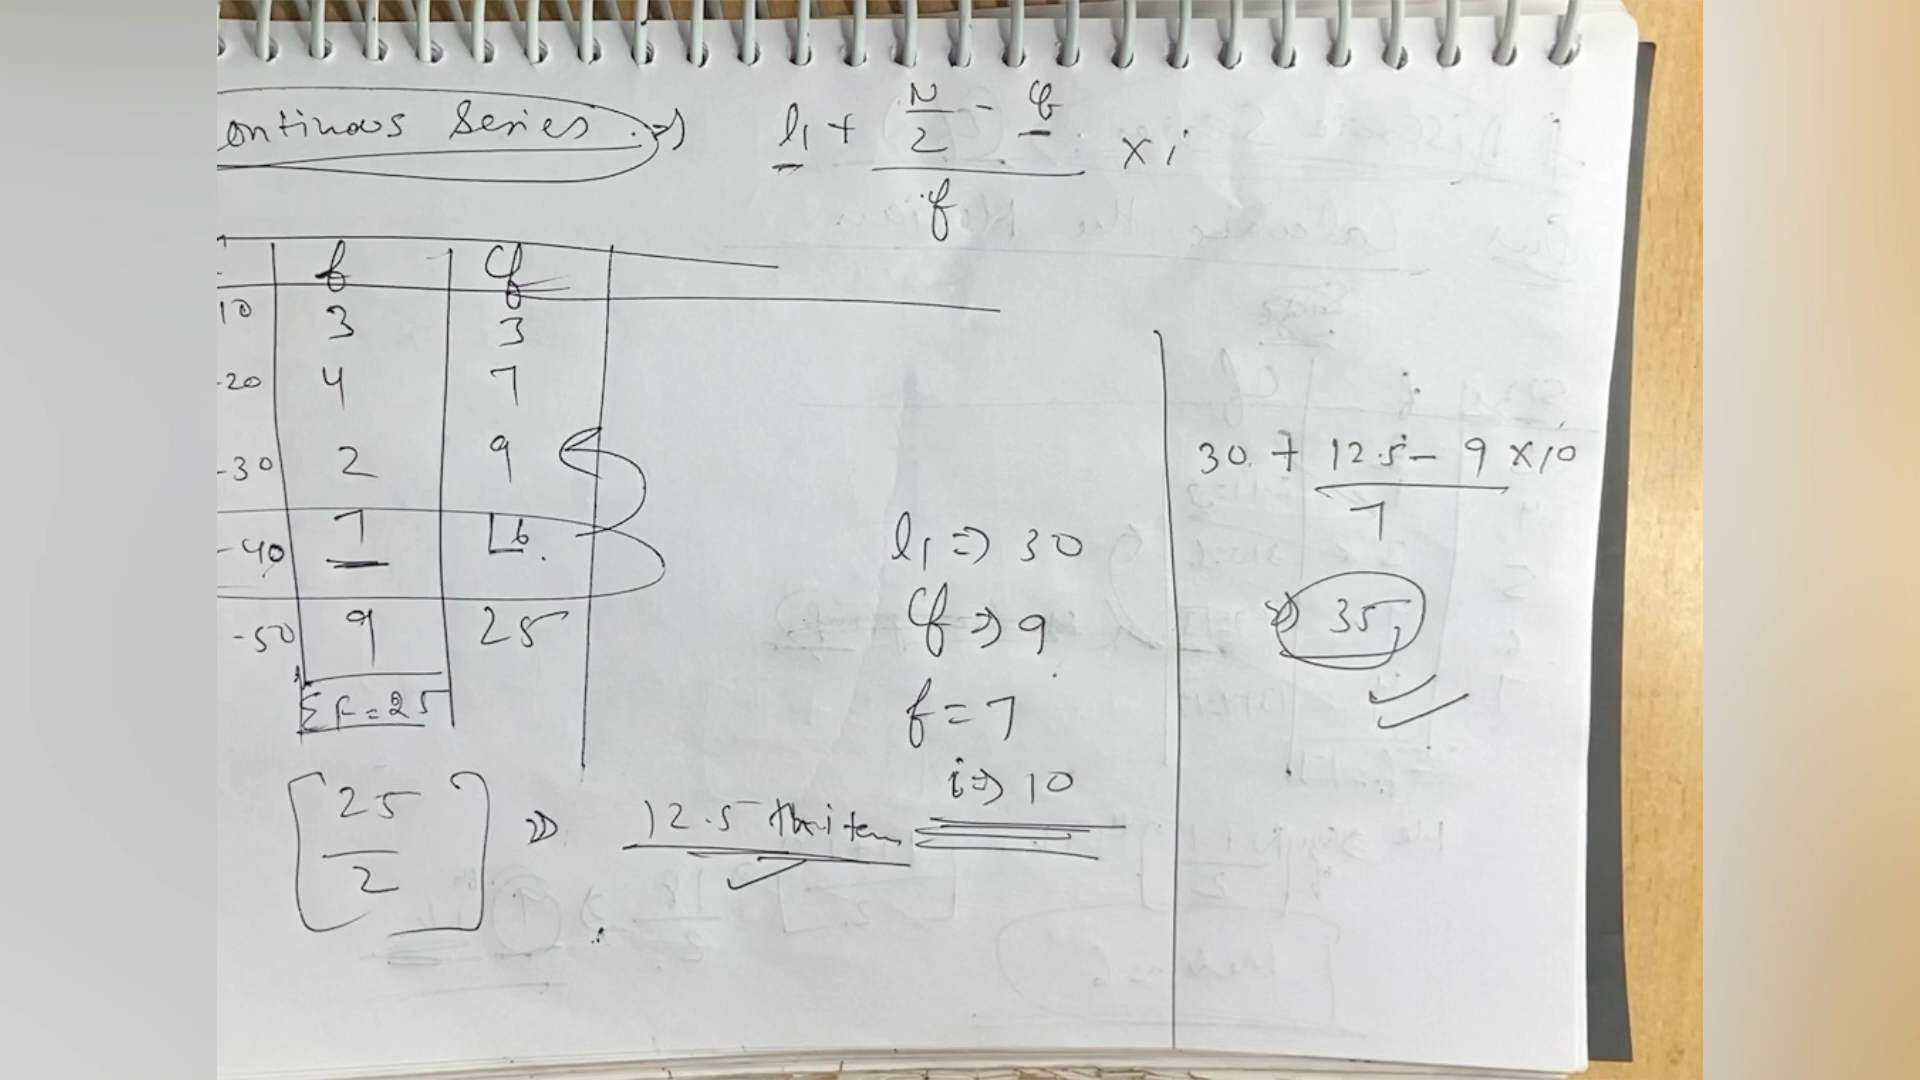 ontinuos Series ⇒) l1 + N/2 - cf / f × i
f cf
10 3 3
-20 4 7
-30 2 9
-40 7 16.
-50 9 25
Σf = 25
[25/2] ⇒ 12.5 th item
l1 ⇒ 30
cf ⇒ 9
f = 7
i ⇒ 10
30 + 12.5 - 9 / 7 × 10
⇒ 35